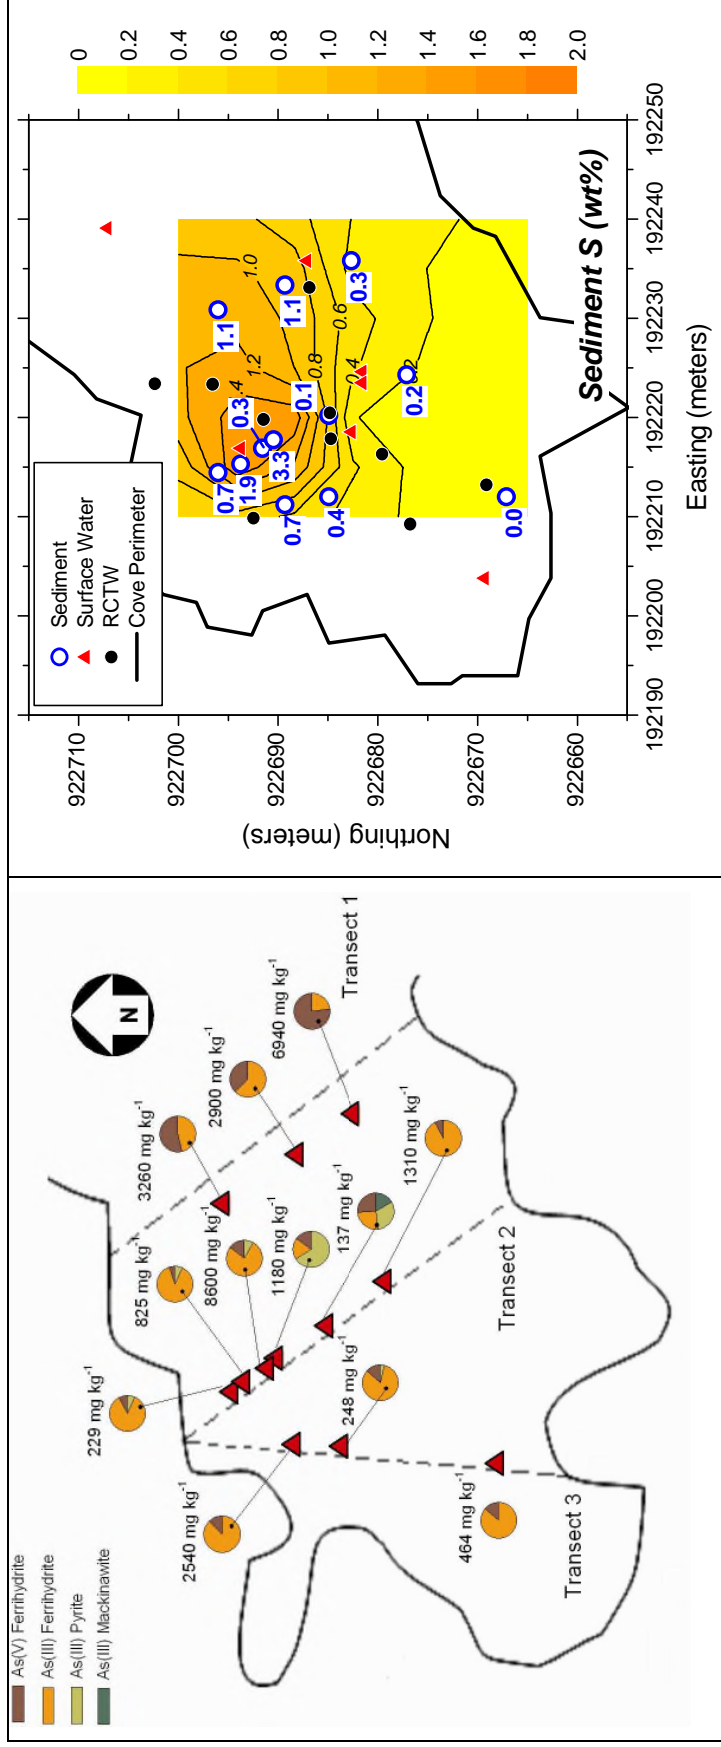 As(V) Ferrihydrite
As(III) Ferrihydrite
As(III) Pyrite
As(III) Mackinawite
N
229 mg kg-1
825 mg kg-1
8600 mg kg-1
1180 mg kg-1
137 mg kg-1
3260 mg kg-1
2900 mg kg-1
6940 mg kg-1
1310 mg kg-1
2540 mg kg-1
248 mg kg-1
464 mg kg-1
Transect 1
Transect 2
Transect 3
Sediment
Surface Water
RCTW
Cove Perimeter
Northing (meters)
922710
922700
922690
922680
922670
922660
192190
192200
192210
192220
192230
192240
192250
Easting (meters)
Sediment S (wt%)
1.1
1.1
0.3
0.7
1.9
0.3
3.3
0.1
0.7
0.4
0.2
0.0
1.0
1.2
.4
0.8
0.6
0.4
.2
0
0.2
0.4
0.6
0.8
1.0
1.2
1.4
1.6
1.8
2.0